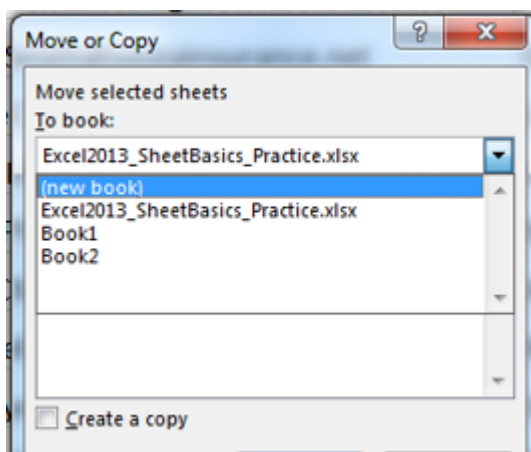 Move or Copy
Move selected sheets
To book:
Excel2013_SheetBasics_Practice.xlsx
(new book)
Excel2013_SheetBasics_Practice.xlsx
Book1
Book2
Create a copy